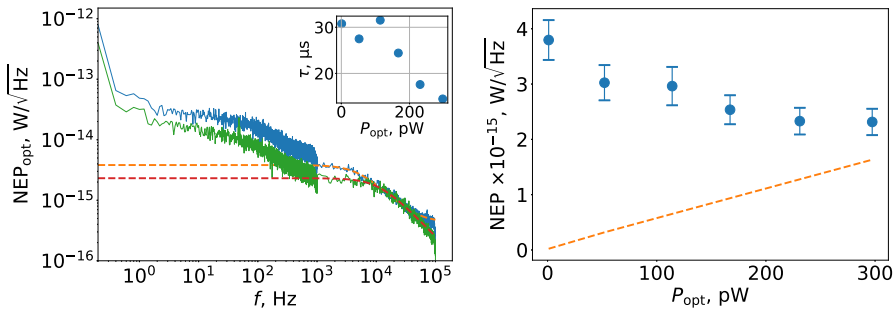 10⁻¹²
10⁻¹³
10⁻¹⁴
10⁻¹⁵
10⁻¹⁶
NEP_opt, W/√Hz
10⁰ 10¹ 10² 10³ 10⁴ 10⁵
f, Hz
30
20
τ, μs
0 200
P_opt, pW
4
3
2
1
0
NEP ×10⁻¹⁵, W/√Hz
0 100 200 300
P_opt, pW